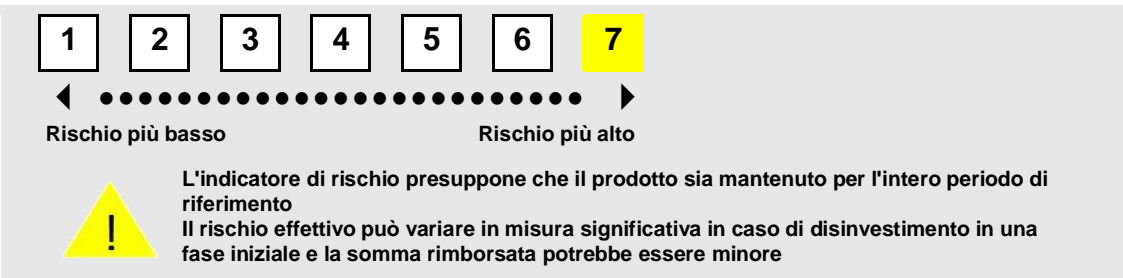 1 2 3 4 5 6 7
Rischio più basso Rischio più alto
L'indicatore di rischio presuppone che il prodotto sia mantenuto per l'intero periodo di
riferimento
Il rischio effettivo può variare in misura significativa in caso di disinvestimento in una
fase iniziale e la somma rimborsata potrebbe essere minore
!